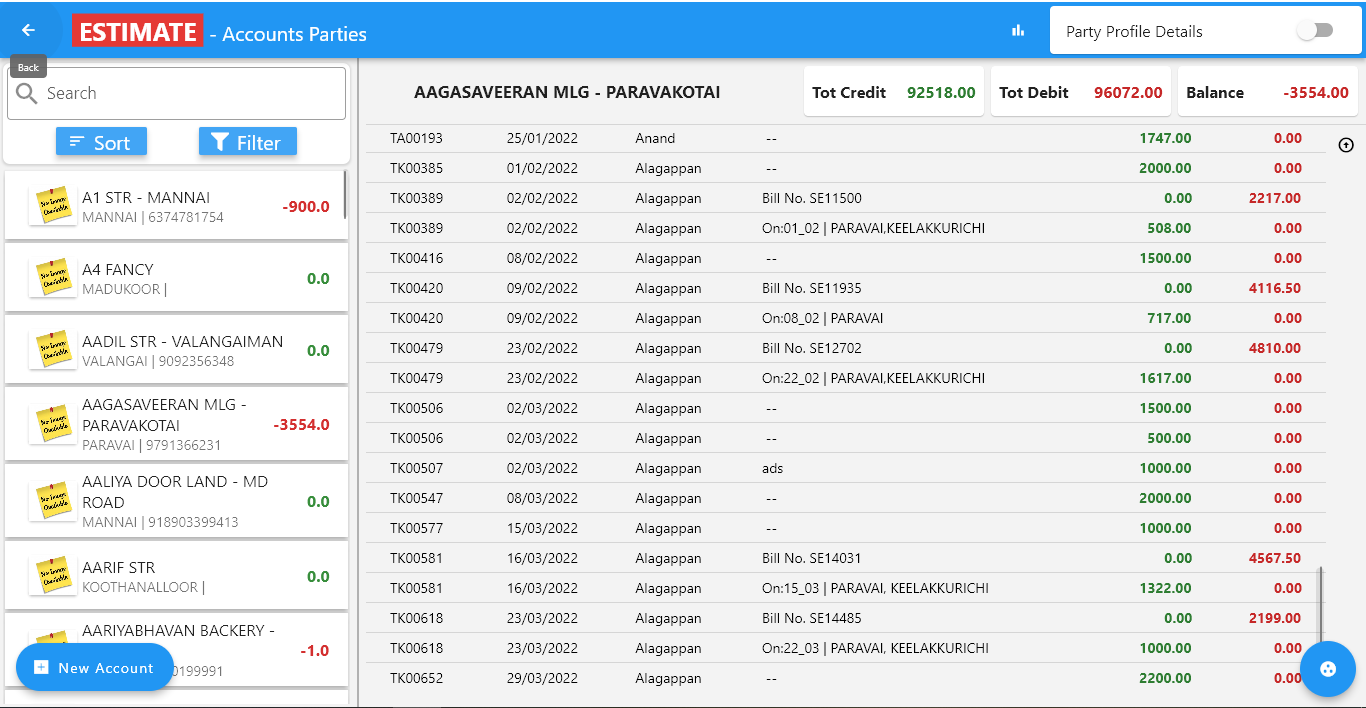 ESTIMATE - Accounts Parties
Party Profile Details
Back
Search
Sort
Filter
A1 STR - MANNAI
MANNAI | 6374781754
-900.0
A4 FANCY
MADUKOOR |
0.0
AADIL STR - VALANGAIMAN
VALANGAI | 9092356348
0.0
AAGASAVEERAN MLG -
PARAVAKOTAI
PARAVAI | 9791366231
-3554.0
AALIYA DOOR LAND - MD
ROAD
MANNAI | 918903399413
0.0
AARIF STR
KOOTHANALLOOR |
0.0
AARIYABHAVAN BACKERY -
0199991
-1.0
New Account
AAGASAVEERAN MLG - PARAVAKOTAI
Tot Credit 92518.00
Tot Debit 96072.00
Balance -3554.00
TA00193 25/01/2022 Anand -- 1747.00 0.00
TK00385 01/02/2022 Alagappan -- 2000.00 0.00
TK00389 02/02/2022 Alagappan Bill No. SE11500 0.00 2217.00
TK00389 02/02/2022 Alagappan On:01_02 | PARAVAI,KEELAKKURICHI 508.00 0.00
TK00416 08/02/2022 Alagappan -- 1500.00 0.00
TK00420 09/02/2022 Alagappan Bill No. SE11935 0.00 4116.50
TK00420 09/02/2022 Alagappan On:08_02 | PARAVAI 717.00 0.00
TK00479 23/02/2022 Alagappan Bill No. SE12702 0.00 4810.00
TK00479 23/02/2022 Alagappan On:22_02 | PARAVAI,KEELAKKURICHI 1617.00 0.00
TK00506 02/03/2022 Alagappan -- 1500.00 0.00
TK00506 02/03/2022 Alagappan -- 500.00 0.00
TK00507 02/03/2022 Alagappan ads 1000.00 0.00
TK00547 08/03/2022 Alagappan -- 2000.00 0.00
TK00577 15/03/2022 Alagappan -- 1000.00 0.00
TK00581 16/03/2022 Alagappan Bill No. SE14031 0.00 4567.50
TK00581 16/03/2022 Alagappan On:15_03 | PARAVAI, KEELAKKURICHI 1322.00 0.00
TK00618 23/03/2022 Alagappan Bill No. SE14485 0.00 2199.00
TK00618 23/03/2022 Alagappan On:22_03 | PARAVAI, KEELAKKURICHI 1000.00 0.00
TK00652 29/03/2022 Alagappan -- 2200.00 0.00